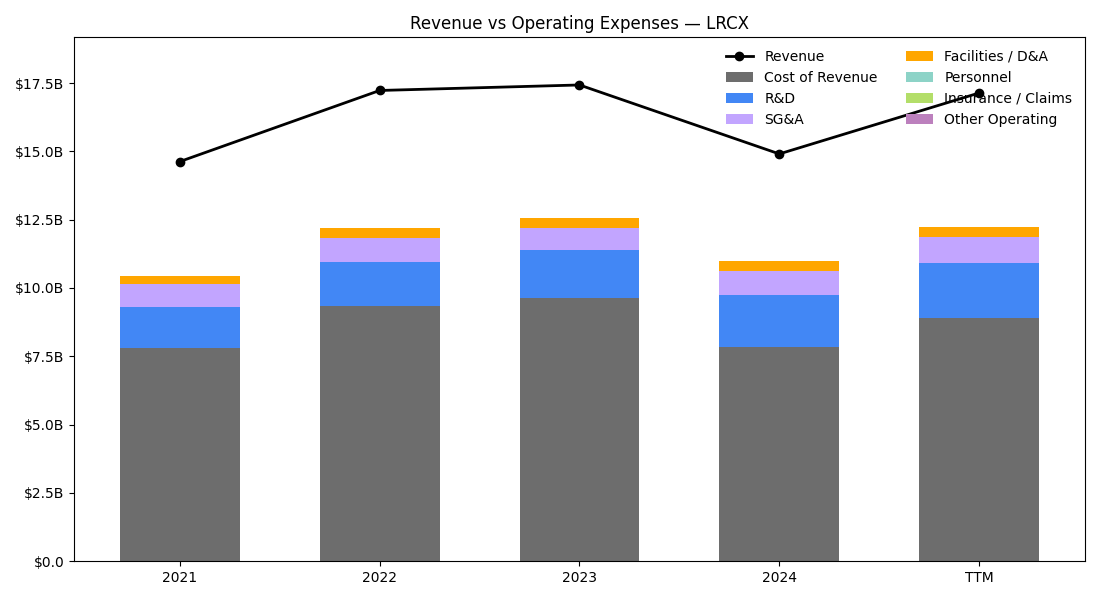 Revenue vs Operating Expenses — LRCX
Revenue
Cost of Revenue
R&D
SG&A
Facilities / D&A
Personnel
Insurance / Claims
Other Operating
$17.5B
$15.0B
$12.5B
$10.0B
$7.5B
$5.0B
$2.5B
$0.0
2021 2022 2023 2024 TTM